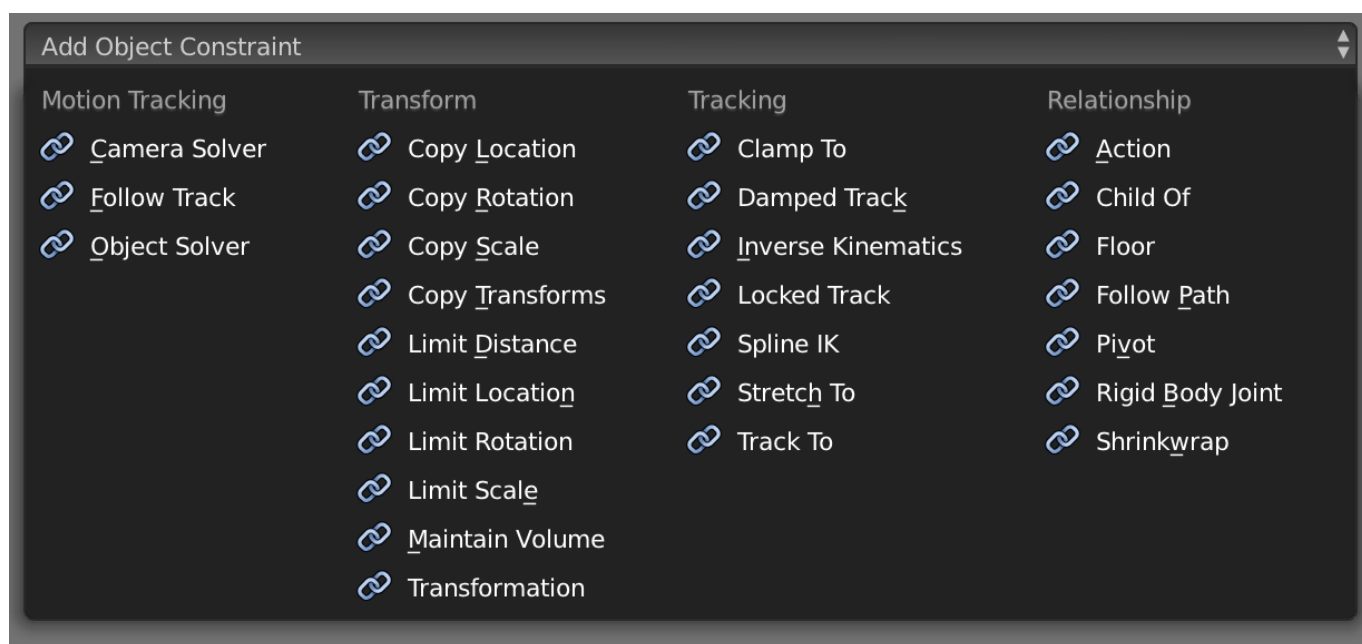 Add Object Constraint
Motion Tracking
Camera Solver
Follow Track
Object Solver
Transform
Copy Location
Copy Rotation
Copy Scale
Copy Transforms
Limit Distance
Limit Location
Limit Rotation
Limit Scale
Maintain Volume
Transformation
Tracking
Clamp To
Damped Track
Inverse Kinematics
Locked Track
Spline IK
Stretch To
Track To
Relationship
Action
Child Of
Floor
Follow Path
Pivot
Rigid Body Joint
Shrinkwrap